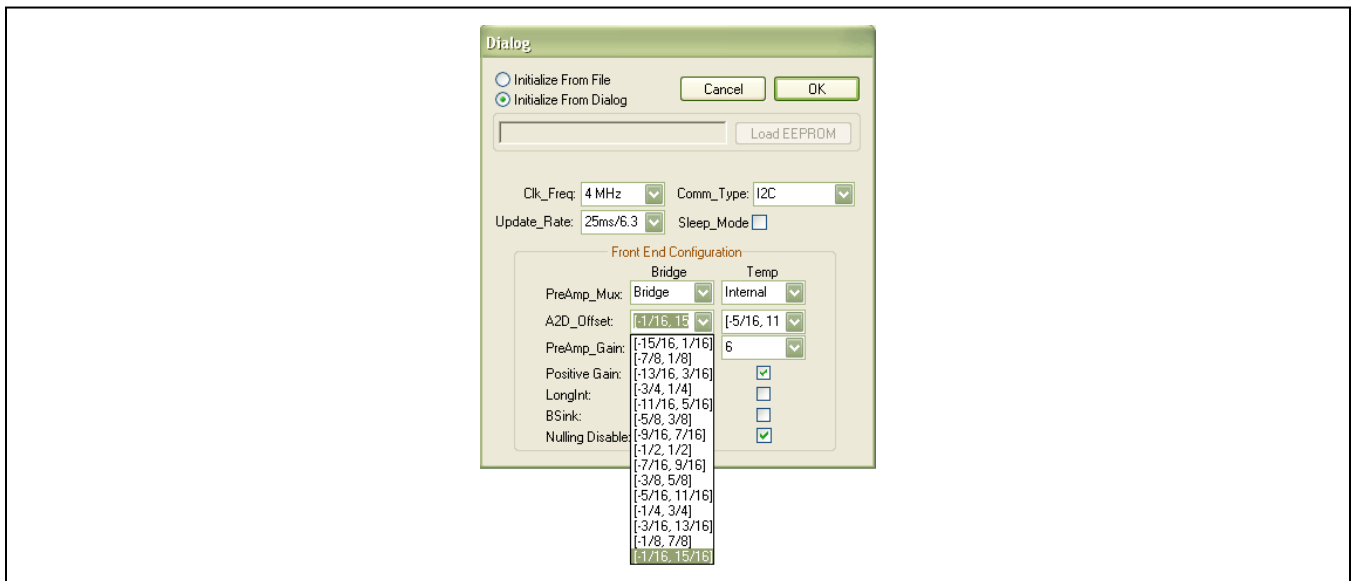 Dialog
Initialize From File
Cancel
OK
Initialize From Dialog
Load EEPROM
Clk_Freq: 4 MHz Comm_Type: I2C
Update_Rate: 25ms/6.3 Sleep_Mode
Front End Configuration
Bridge Temp
PreAmp_Mux: Bridge Internal
A2D_Offset: [-1/16, 15 [-5/16, 11
PreAmp_Gain: 6
Positive Gain:
LongInt:
BSink:
Nulling Disable:
[-15/16, 1/16]
[-7/8, 1/8]
[-13/16, 3/16]
[-3/4, 1/4]
[-11/16, 5/16]
[-5/8, 3/8]
[-9/16, 7/16]
[-1/2, 1/2]
[-7/16, 9/16]
[-3/8, 5/8]
[-5/16, 11/16]
[-1/4, 3/4]
[-3/16, 13/16]
[-1/8, 7/8]
[-1/16, 15/16]